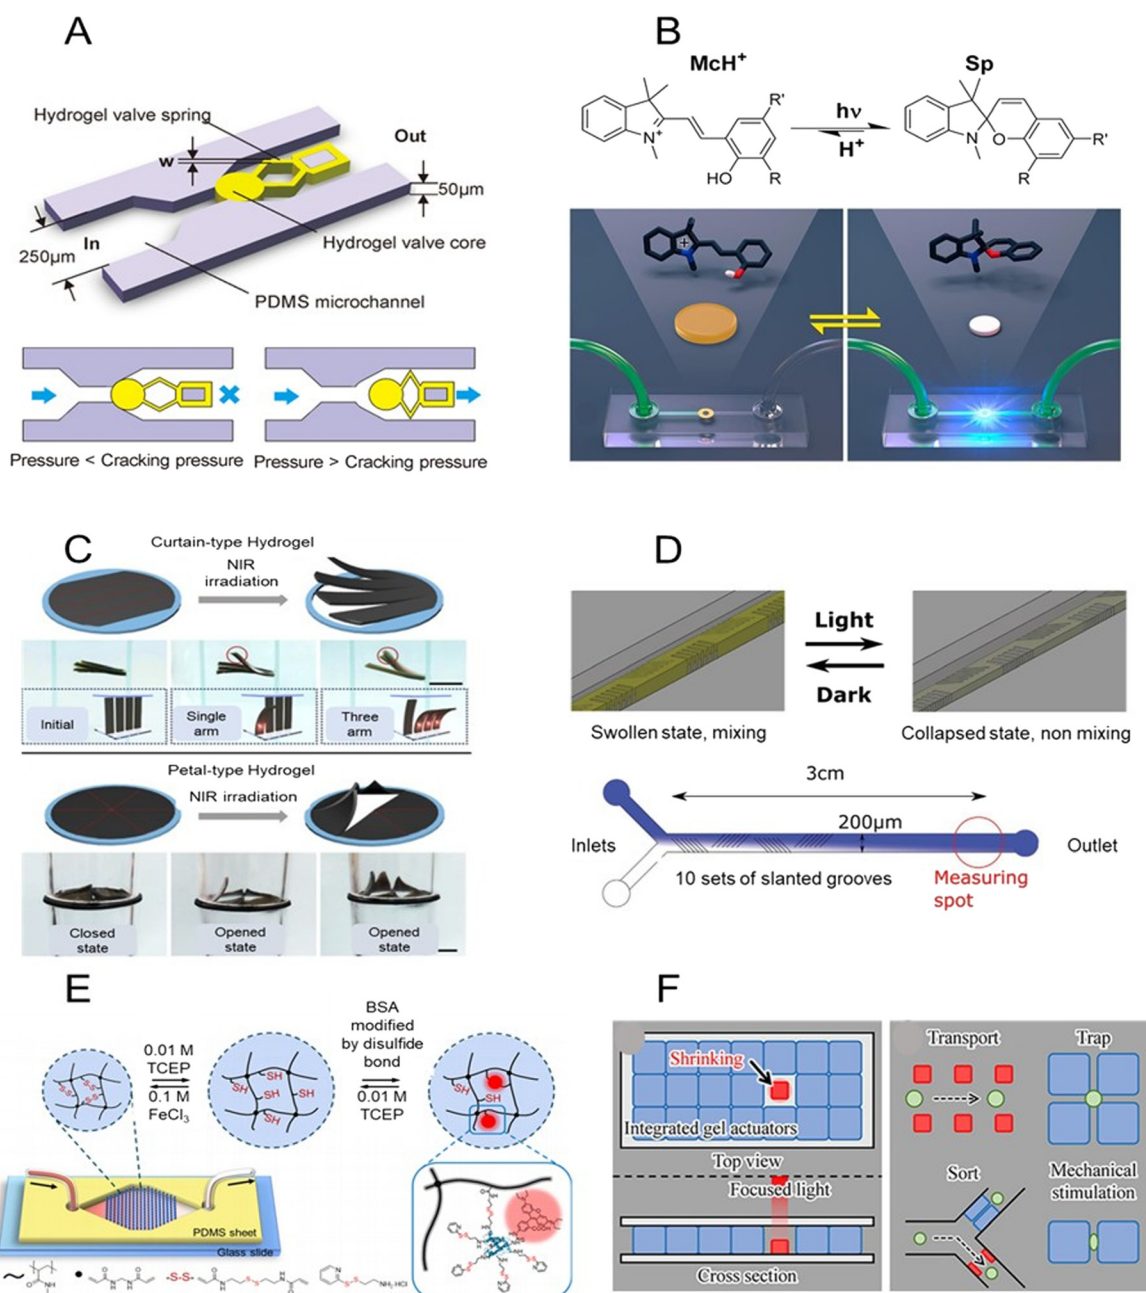 A
Hydrogel valve spring
w
Out
50µm
In
250µm
Hydrogel valve core
PDMS microchannel
Pressure < Cracking pressure
Pressure > Cracking pressure
B
McH+
Sp
R'
hν
H+
N+
HO
R
N
O
R'
R
C
Curtain-type Hydrogel
NIR
irradiation
Initial
Single
arm
Three
arm
Petal-type Hydrogel
NIR irradiation
Closed
state
Opened
state
Opened
state
D
Light
Dark
Swollen state, mixing
Collapsed state, non mixing
3cm
200µm
Inlets
Outlet
10 sets of slanted grooves
Measuring
spot
E
0.01 M
TCEP
0.1 M
FeCl3
BSA
modified
by disulfide
bond
0.01 M
TCEP
SH
SH
SH
SH
SH
SH
PDMS sheet
Glass slide
-S-S-
NH2·HCl
F
Shrinking
Integrated gel actuators
Top view
Focused light
Cross section
Transport
Trap
Sort
Mechanical
stimulation